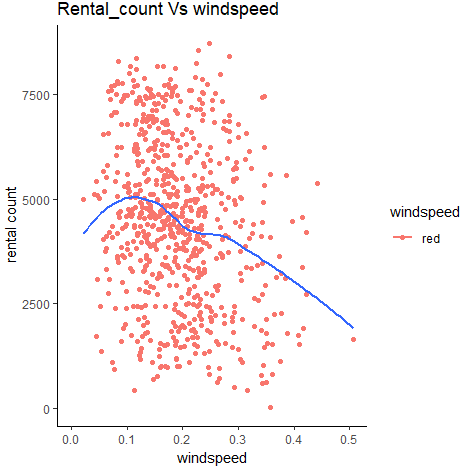 Rental_count Vs windspeed
rental count
7500
5000
2500
0
0.0 0.1 0.2 0.3 0.4 0.5
windspeed
windspeed
red